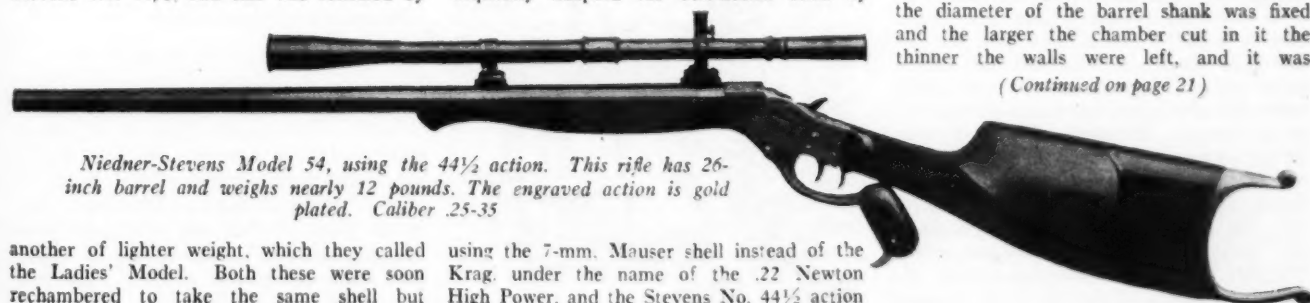 the diameter of the barrel shank was fixed
and the larger the chamber cut in it the
thinner the walls were left, and it was
(Continued on page 21)
Niedner-Stevens Model 54, using the 44½ action. This rifle has 26-
inch barrel and weighs nearly 12 pounds. The engraved action is gold
plated. Caliber .25-35
another of lighter weight, which they called
the Ladies' Model. Both these were soon
rechambered to take the same shell but
using the 7-mm. Mauser shell instead of the
Krag, under the name of the .22 Newton
High Power, and the Stevens No. 44½ action